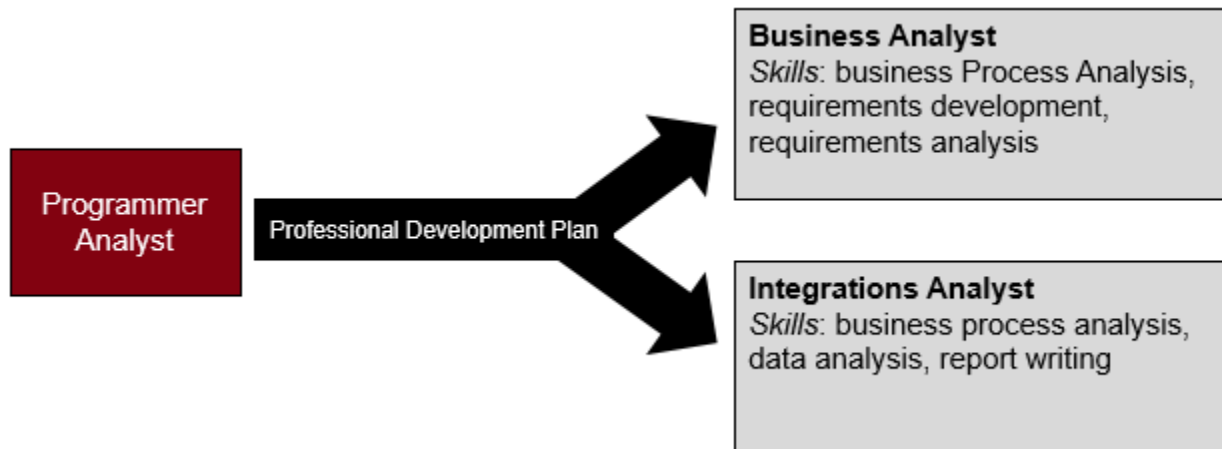 Programmer
Analyst
Professional Development Plan
Business Analyst
Skills: business Process Analysis,
requirements development,
requirements analysis
Integrations Analyst
Skills: business process analysis,
data analysis, report writing